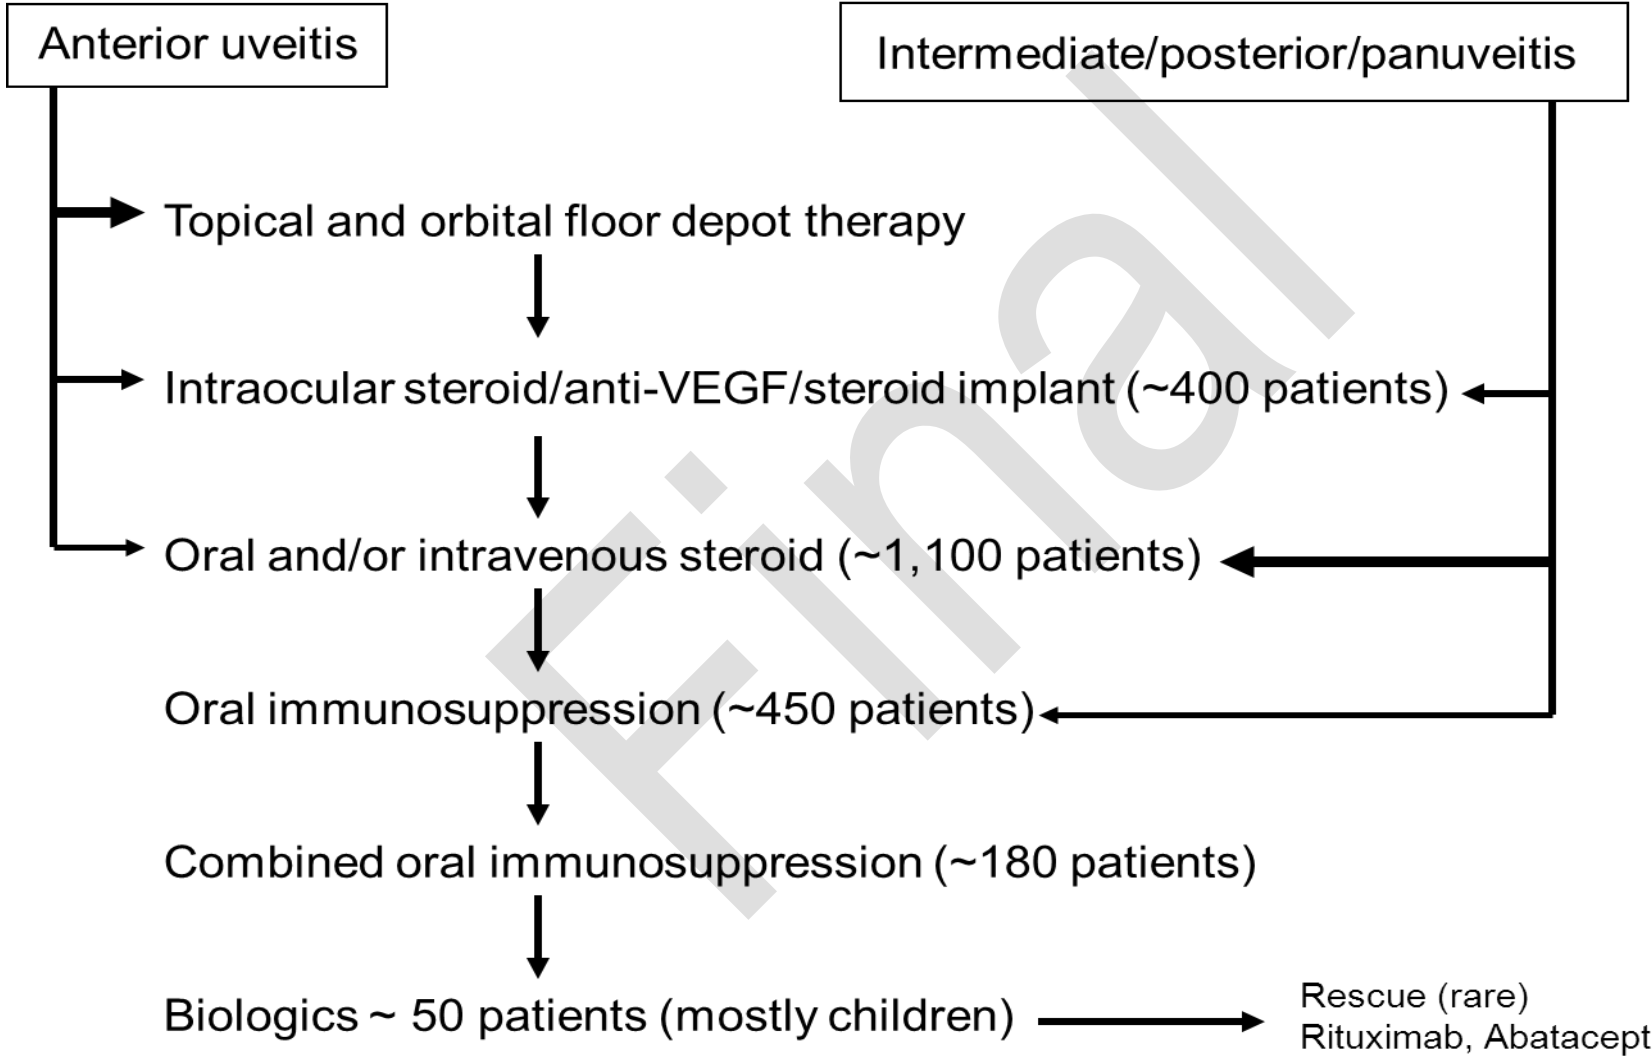 Anterior uveitis
Intermediate/posterior/panuveitis
Topical and orbital floor depot therapy
Intraocular steroid/anti-VEGF/steroid implant (~400 patients)
Oral and/or intravenous steroid (~1,100 patients)
Oral immunosuppression (~450 patients)
Combined oral immunosuppression (~180 patients)
Biologics ~ 50 patients (mostly children)
Rescue (rare)
Rituximab, Abatacept
Final